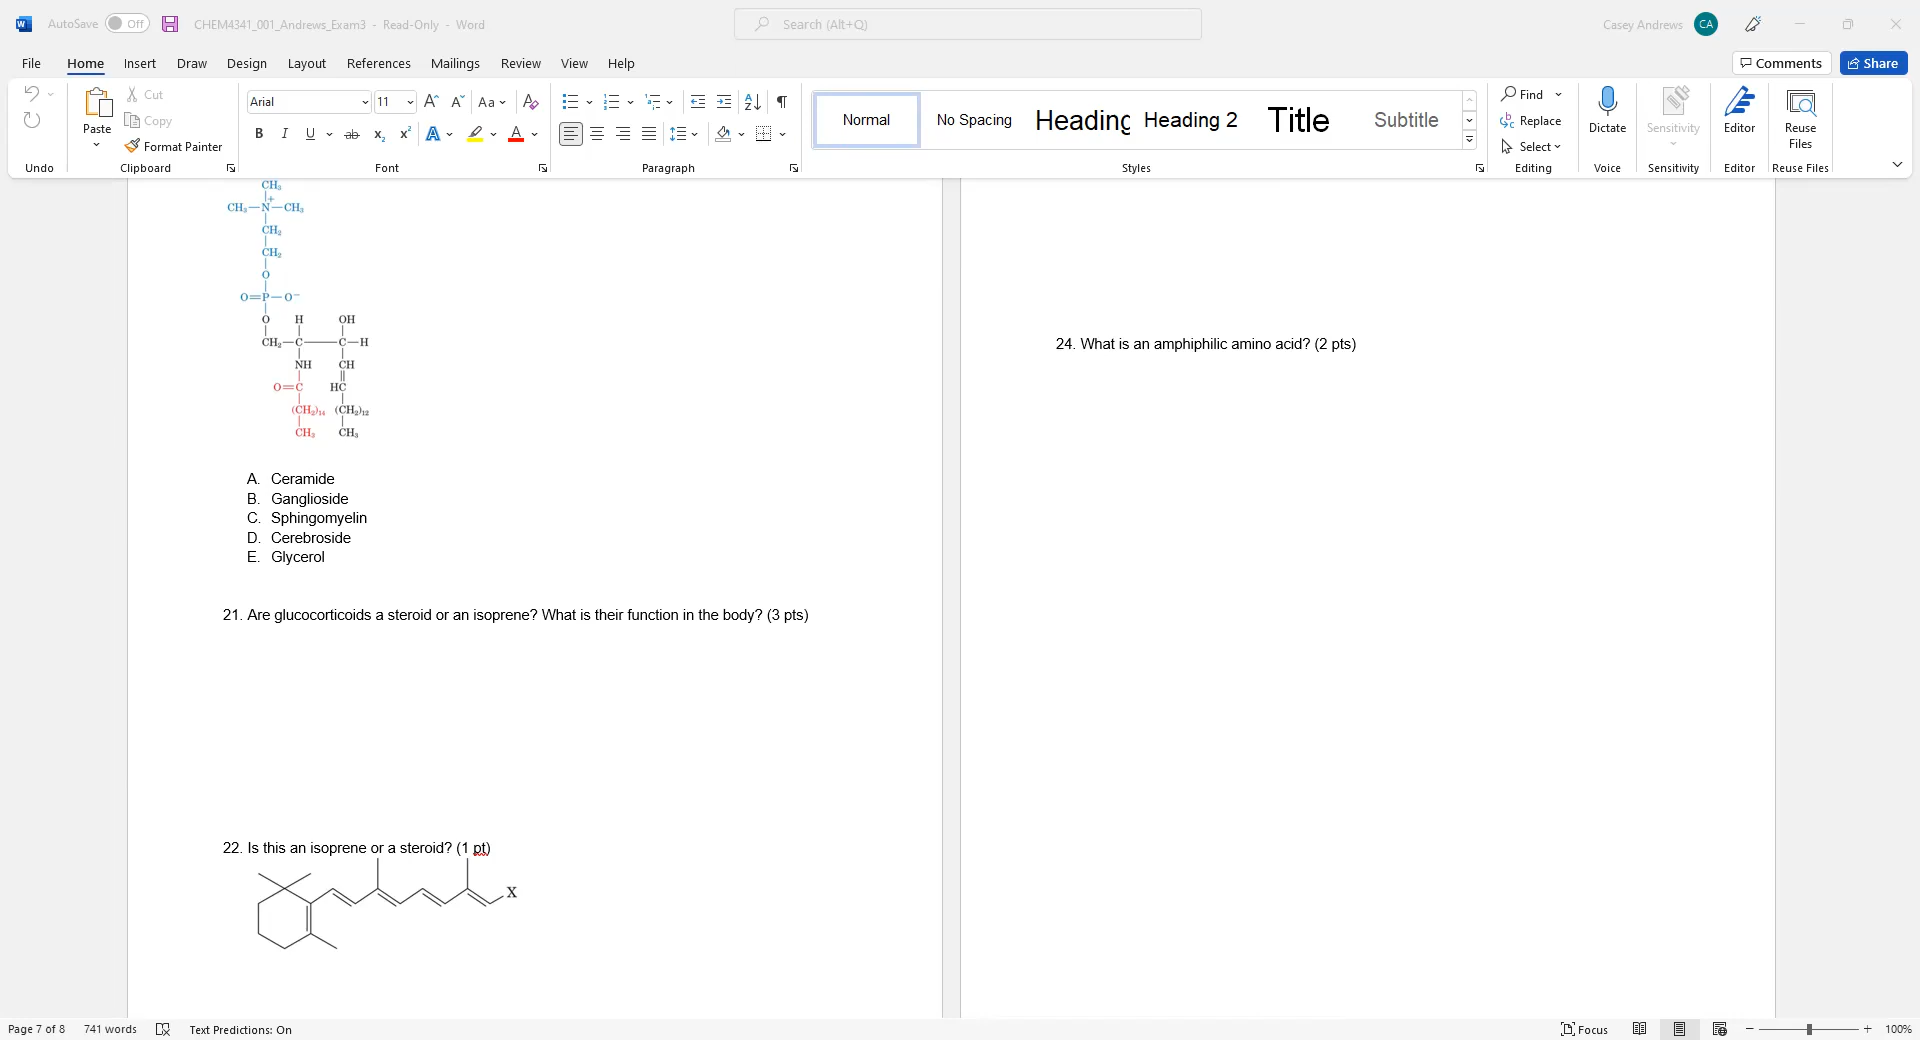 AutoSave Off CHEM4341_001_Andrews_Exam3 - Read-Only - Word Search (Alt+Q) Casey Andrews CA
File Home Insert Draw Design Layout References Mailings Review View Help Comments Share
Paste
Cut
Copy
Format Painter
Arial 11 Aa
B I U ab x₂ x² A A
Normal No Spacing Heading Heading 2 Title Subtitle
Find
Replace
Select
Dictate Sensitivity Editor Reuse Files
Undo Clipboard Font Paragraph Styles Editing Voice Sensitivity Editor Reuse Files
CH₃
+
CH₃—N—CH₃
CH₂
CH₂
O
O=P—O⁻
O H OH
CH₂—C—C—H
NH CH
O=C HC
(CH₂)₁₄ (CH₂)₁₂
CH₃ CH₃
A. Ceramide
B. Ganglioside
C. Sphingomyelin
D. Cerebroside
E. Glycerol
21. Are glucocorticoids a steroid or an isoprene? What is their function in the body? (3 pts)
22. Is this an isoprene or a steroid? (1 pt)
X
24. What is an amphiphilic amino acid? (2 pts)
Page 7 of 8 741 words Text Predictions: On Focus 100%